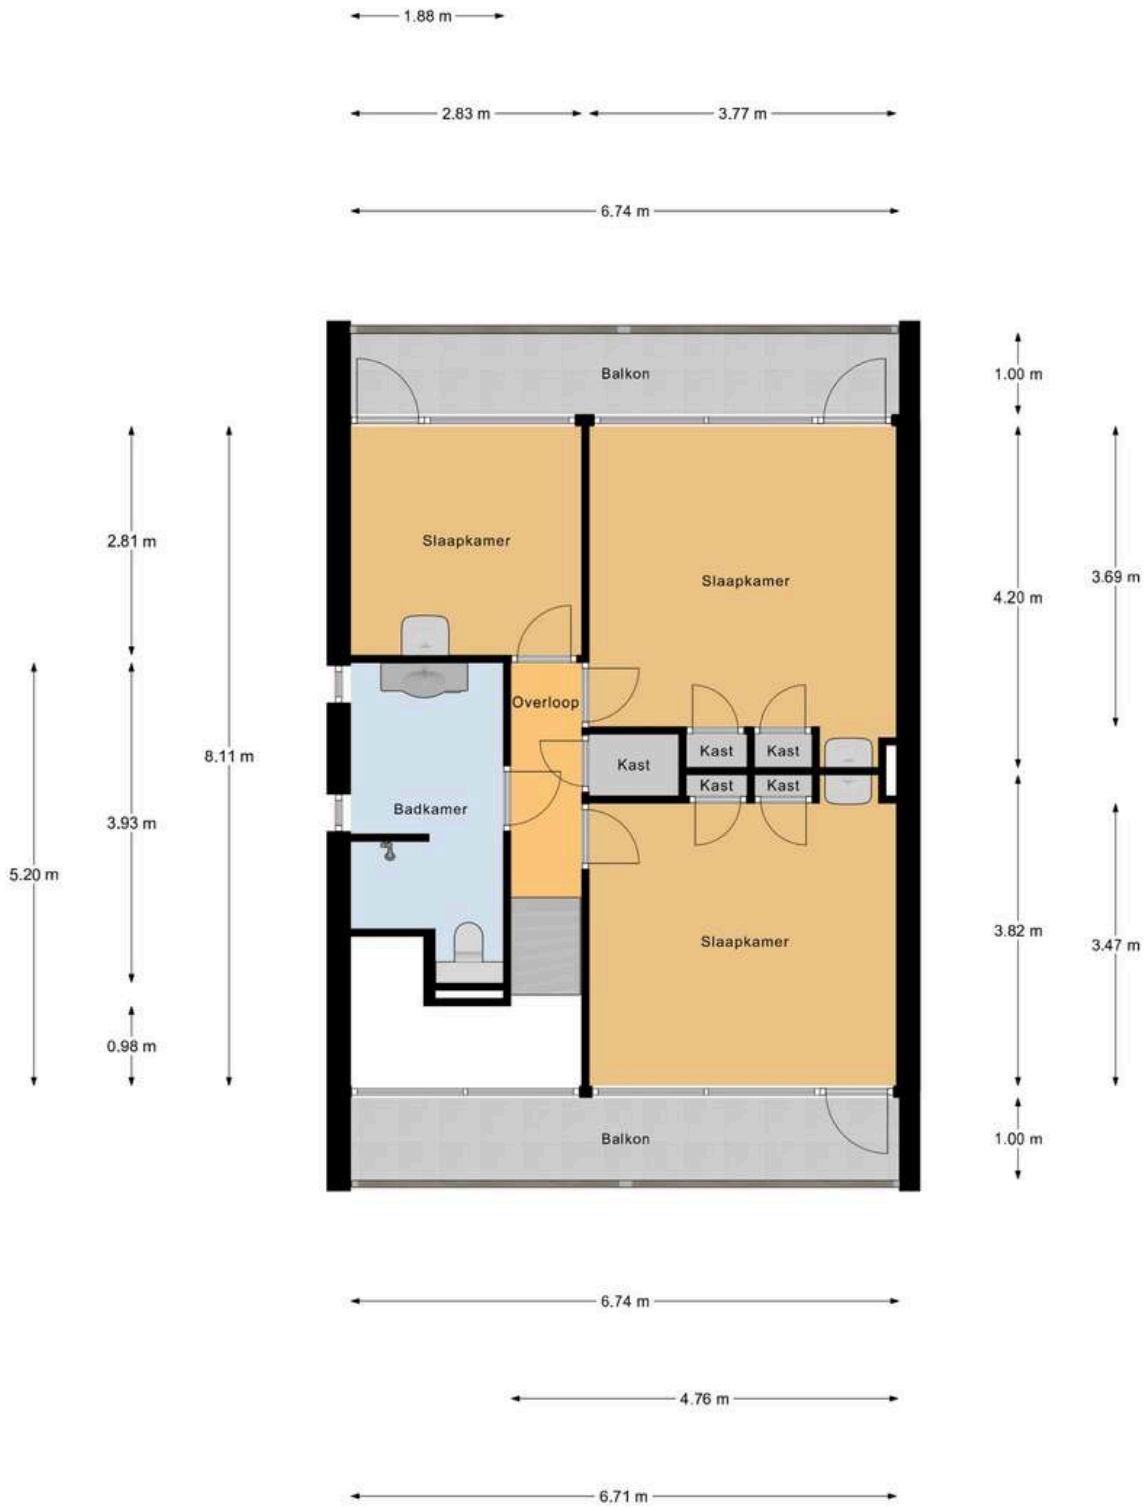 1.88 m
2.83 m
3.77 m
6.74 m
Balkon
1.00 m
2.81 m
Slaapkamer
Slaapkamer
3.69 m
4.20 m
Overloop
8.11 m
Kast
Kast
Kast
Kast
Kast
Badkamer
3.93 m
5.20 m
3.82 m
Slaapkamer
3.47 m
0.98 m
Balkon
1.00 m
6.74 m
4.76 m
6.71 m